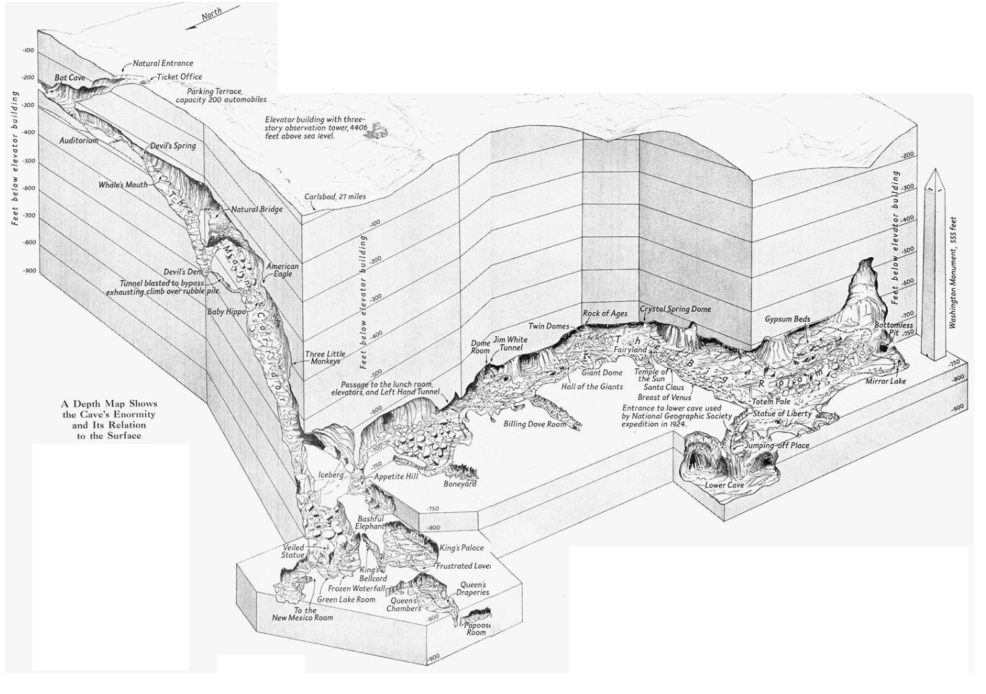 North
-100
-200
-300
-400
-500
-600
-700
-800
-900
Feet below elevator building
Natural Entrance
Bat Cave
Ticket Office
Parking Terrace,
capacity 200 automobiles
Elevator building with three-
story observation tower, 4406
feet above sea level.
Auditorium
Devil's Spring
Whale's Mouth
The
Natural Bridge
Main Corridor
Devil's Den
Tunnel blasted to bypass
exhausting climb over rubble pile.
American
Eagle
Baby Hippo
Three Little
Monkeys
Carlsbad, 27 miles
Feet below elevator building
-100
-200
-300
-400
-500
-600
-750
Passage to the lunch room,
elevators, and Left Hand Tunnel
Dome
Room
Jim White
Tunnel
Twin Domes
Rock of Ages
Crystal Spring Dome
The
Big Room
Fairyland
Giant Dome
Hall of the Giants
Temple of
the Sun
Santa Claus
Breast of Venus
Entrance to lower cave used
by National Geographic Society
expedition in 1924.
Gypsum Beds
Bottomless
Pit
Mirror Lake
Totem Pole
Statue of Liberty
Jumping-off Place
Lower Cave
Billing Dove Room
Boneyard
Iceberg
Appetite Hill
Bashful
Elephant
Veiled
Statue
King's Palace
Frustrated Love
King's
Bellcord
Frozen Waterfall
Green Lake Room
To the
New Mexico Room
Queen's
Chambers
Queen's
Draperies
Papoose
Room
-750
-800
-800
-900
-200
-300
-400
-500
-600
-700
-750
Feet below elevator building
Washington Monument, 555 feet
-750
-800
-900
A Depth Map Shows
the Cave's Enormity
and Its Relation
to the Surface